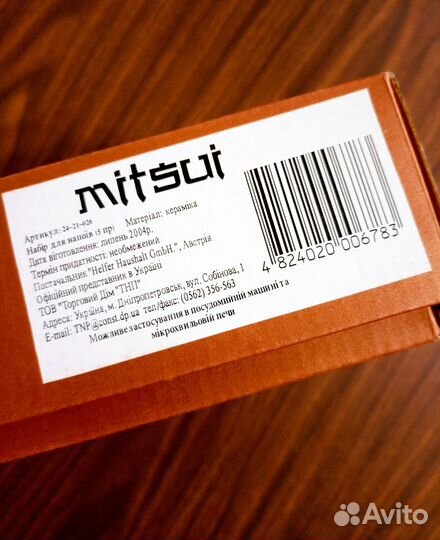 mitsui
Артикул: 24-21-026
Набір для напоїв (5 пр) Матеріал: кераміка
Дата виготовлення: липень 2004р.
Термін придатності: необмежений
Постачальник "Helfer Haushalt GmbH.", Австрія
Офіційний представник в Україні
ТОВ "Торговий Дім "ТНП"
Адреса: Україна, м. Дніпропетровськ, вул. Собінова, 1
E-mail: TNP@const.dp.ua тел/факс: (0562) 356-563
Можливе застосування в посудомийній машині та
мікрохвильовій печи
4 824020 006783
Avito